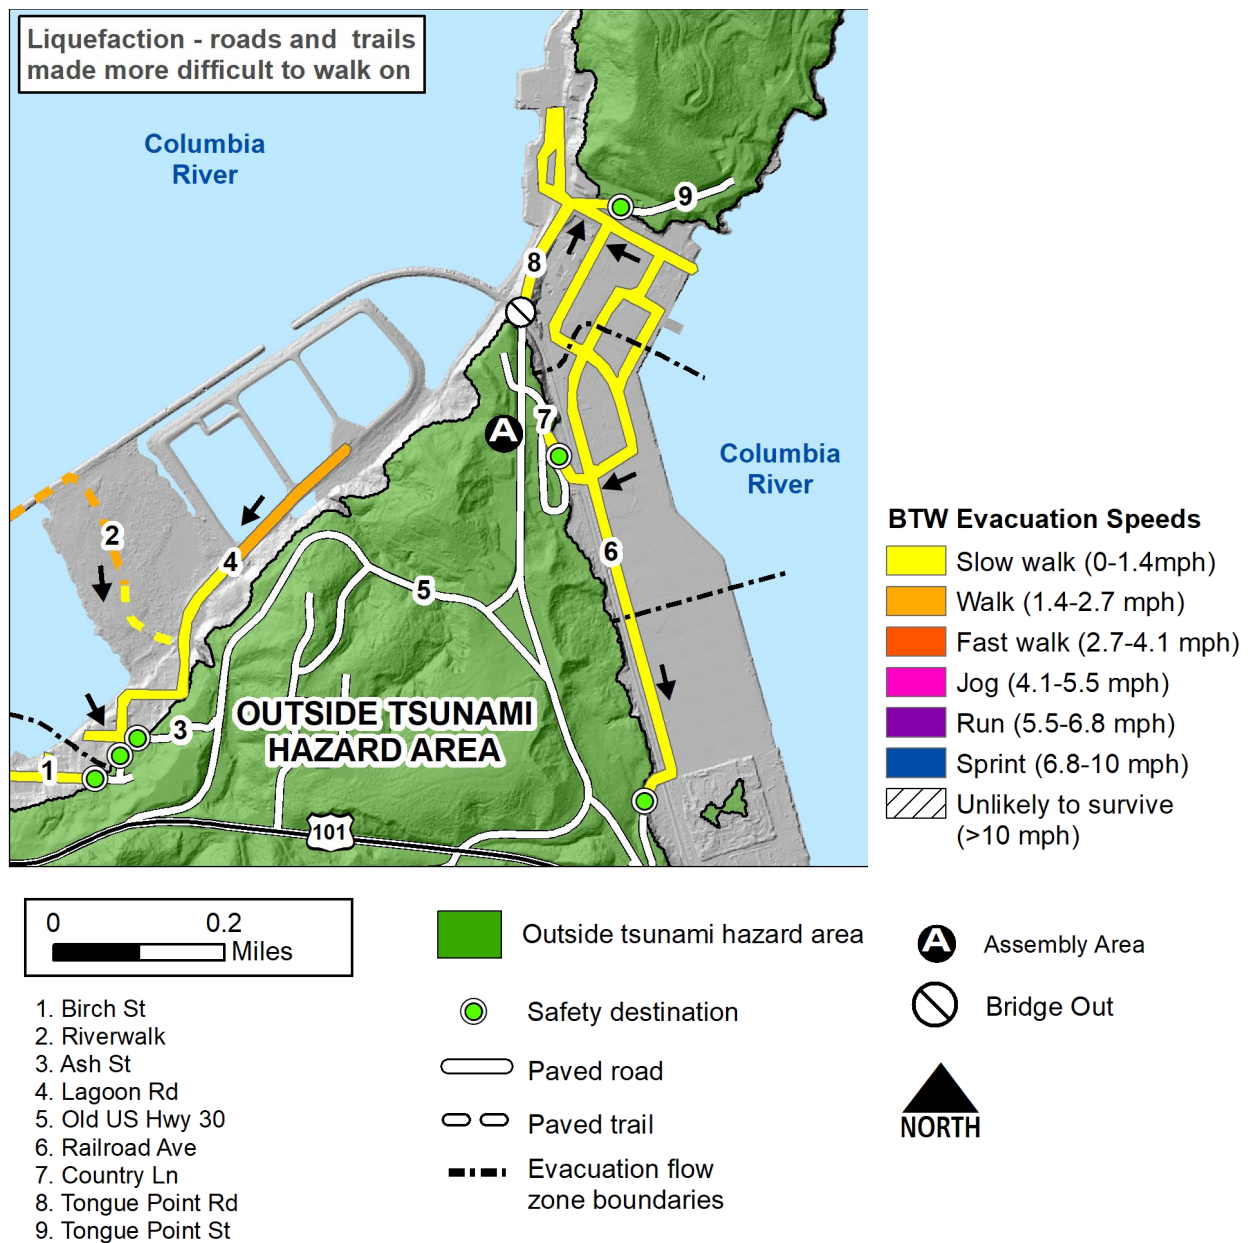 Liquefaction - roads and trails
made more difficult to walk on
Columbia
River
9
8
7
A
Columbia
River
2
4
5
6
OUTSIDE TSUNAMI
HAZARD AREA
3
1
101
BTW Evacuation Speeds
Slow walk (0-1.4mph)
Walk (1.4-2.7 mph)
Fast walk (2.7-4.1 mph)
Jog (4.1-5.5 mph)
Run (5.5-6.8 mph)
Sprint (6.8-10 mph)
Unlikely to survive
(>10 mph)
0 0.2
Miles
1. Birch St
2. Riverwalk
3. Ash St
4. Lagoon Rd
5. Old US Hwy 30
6. Railroad Ave
7. Country Ln
8. Tongue Point Rd
9. Tongue Point St
Outside tsunami hazard area
Safety destination
Paved road
Paved trail
Evacuation flow
zone boundaries
A Assembly Area
Bridge Out
NORTH